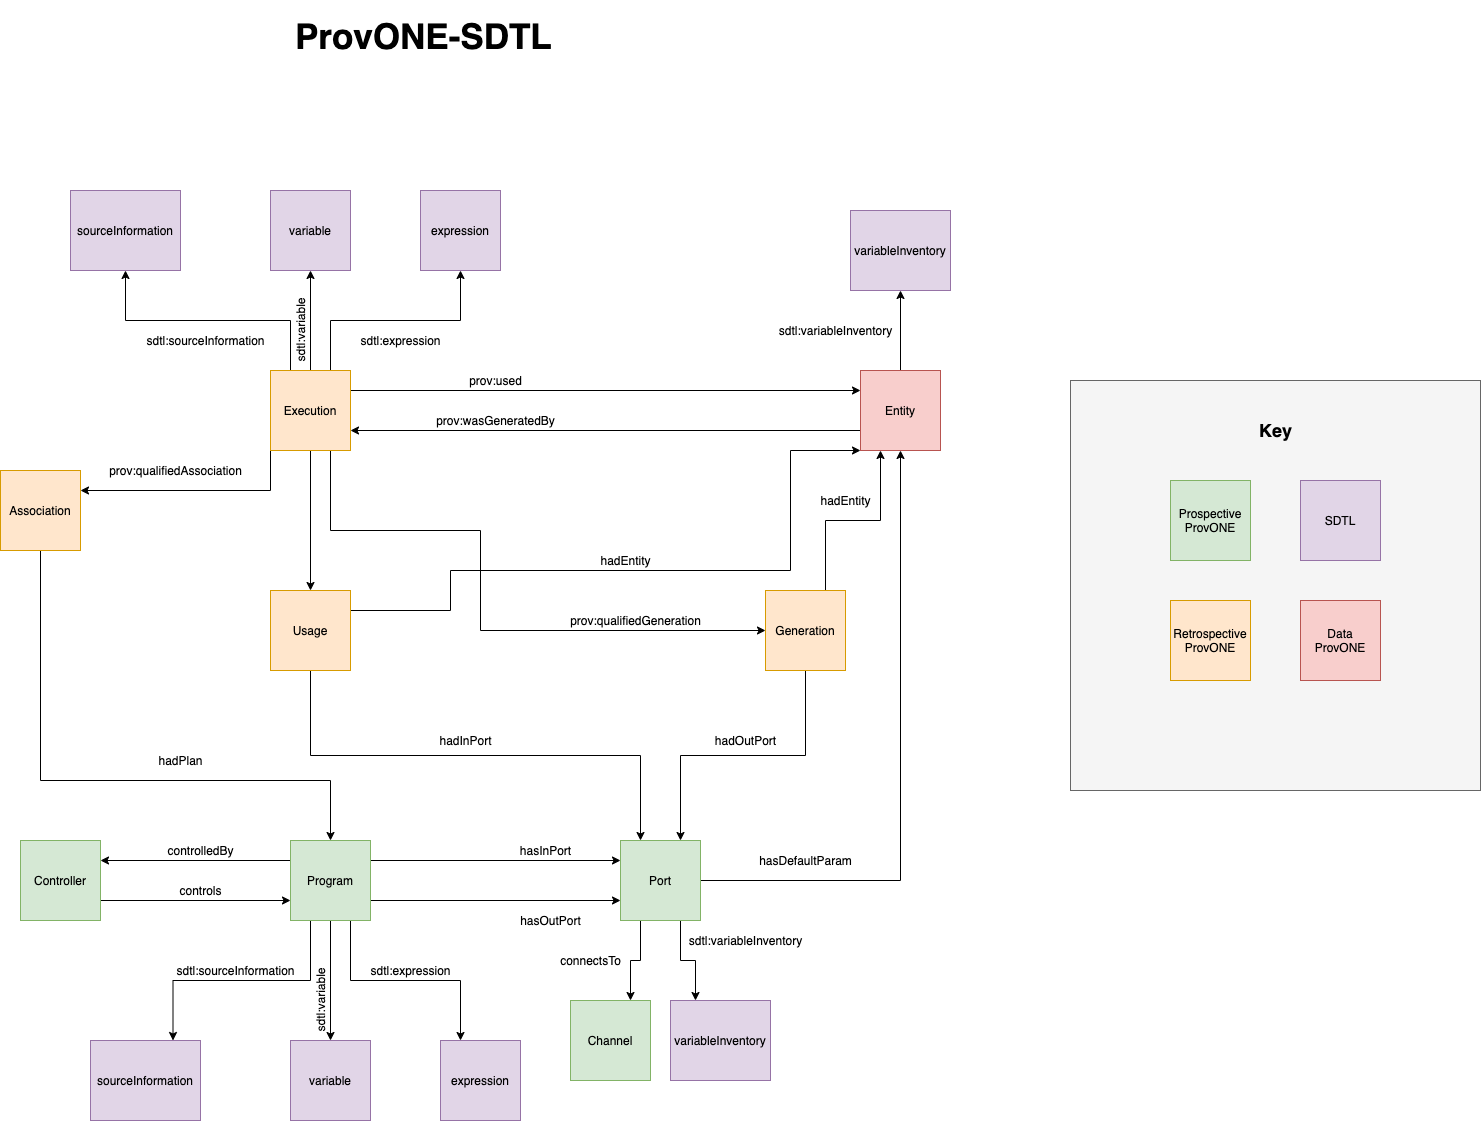 ProvONE-SDTL
sourceInformation
variable
expression
variableInventory
sdtl:sourceInformation
sdtl:variable
sdtl:expression
sdtl:variableInventory
Execution
prov:used
prov:wasGeneratedBy
Entity
Key
prov:qualifiedAssociation
Association
hadEntity
Prospective
ProvONE
SDTL
hadEntity
Usage
prov:qualifiedGeneration
Generation
Retrospective
ProvONE
Data
ProvONE
hadInPort
hadOutPort
hadPlan
Controller
controlledBy
controls
Program
hasInPort
hasOutPort
Port
hasDefaultParam
sdtl:sourceInformation
sdtl:variable
sdtl:expression
connectsTo
sdtl:variableInventory
Channel
variableInventory
sourceInformation
variable
expression